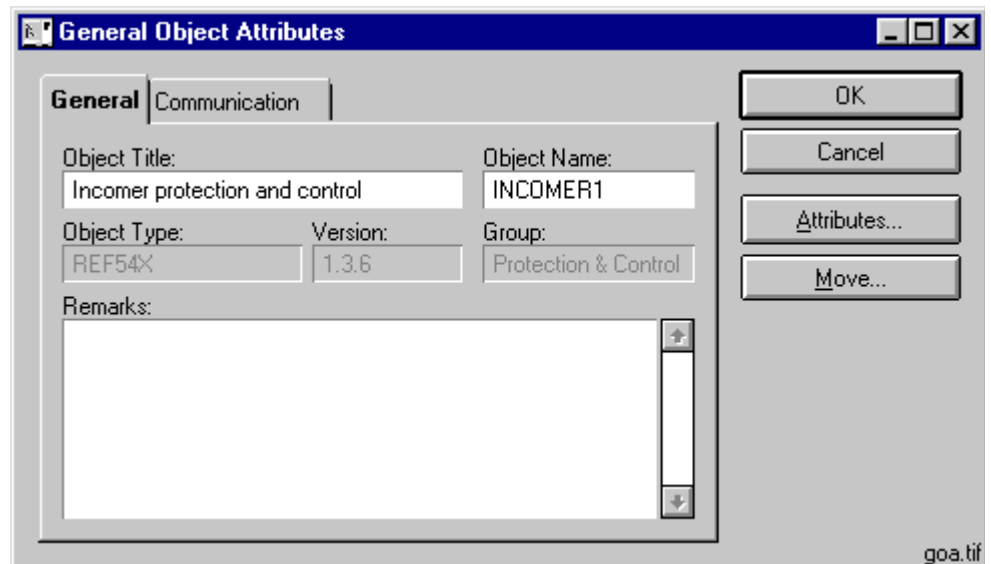 General Object Attributes
General Communication
OK
Cancel
Attributes...
Move...
Object Title: Object Name:
Incomer protection and control INCOMER1
Object Type: Version: Group:
REF54X 1.3.6 Protection & Control
Remarks:
goa.tif